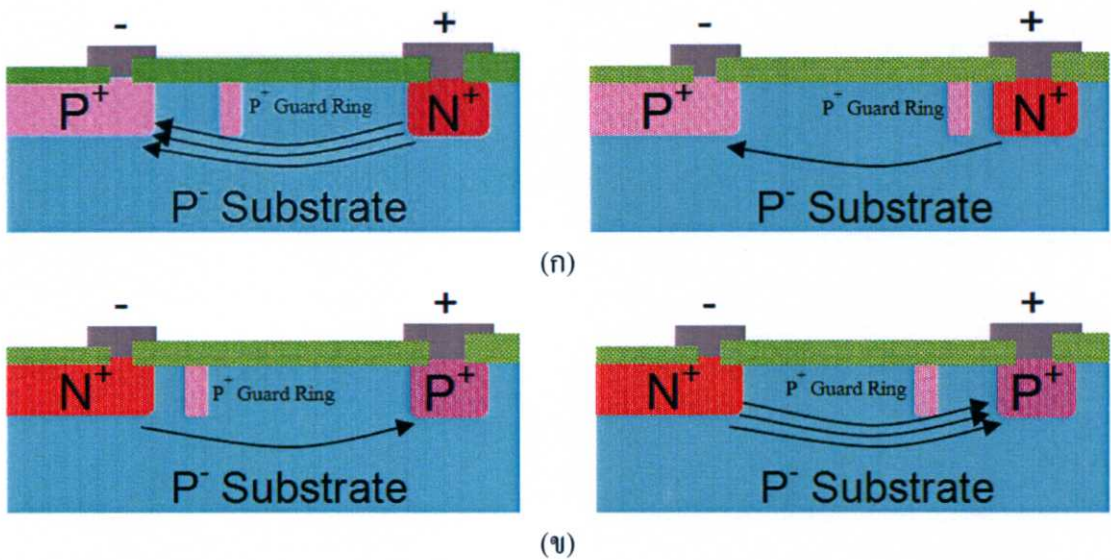 - + - +
P⁺ P⁺ Guard Ring N⁺ P⁺ P⁺ Guard Ring N⁺
P⁻ Substrate P⁻ Substrate
(ก)
- + - +
N⁺ P⁺ Guard Ring P⁺ N⁺ P⁺ Guard Ring P⁺
P⁻ Substrate P⁻ Substrate
(ข)